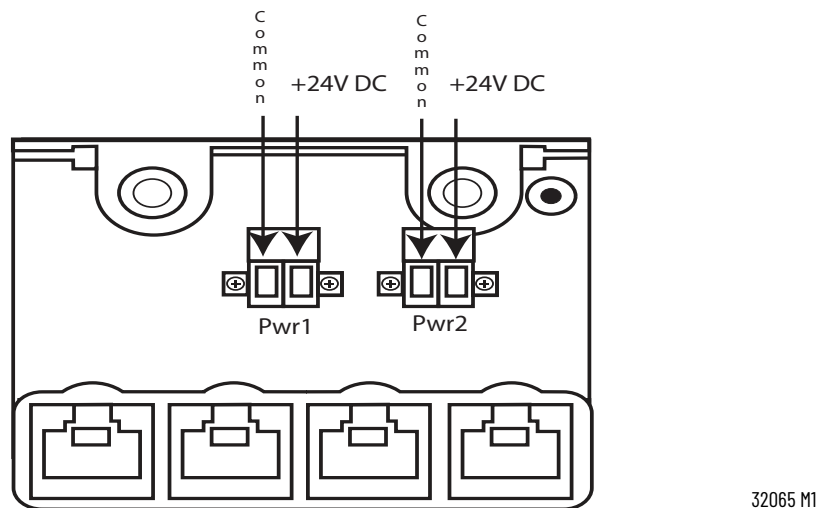 Common
+24V DC
Common
+24V DC
Pwr1
Pwr2
32065 M1